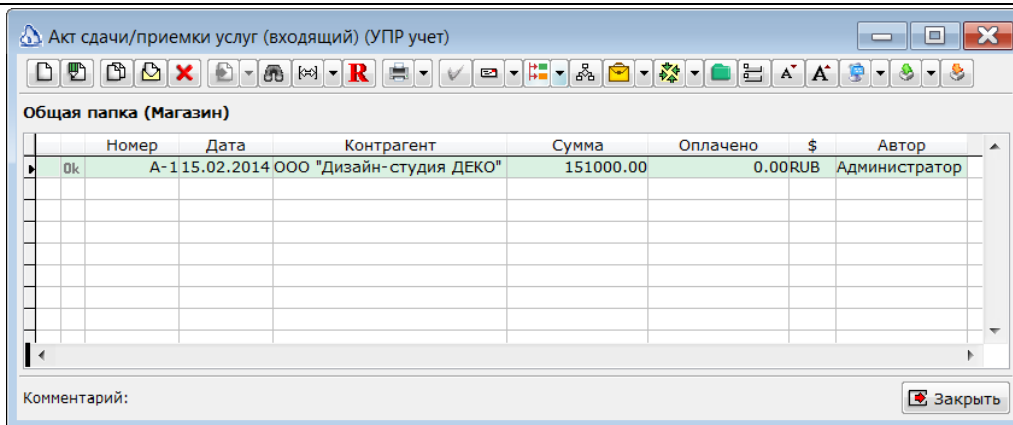 Акт сдачи/приемки услуг (входящий) (УПР учет)
R А А
Общая папка (Магазин)
Номер Дата Контрагент Сумма Оплачено $ Автор
Ok А-1 15.02.2014 ООО "Дизайн-студия ДЕКО" 151000.00 0.00 RUB Администратор
Комментарий:
Закрыть